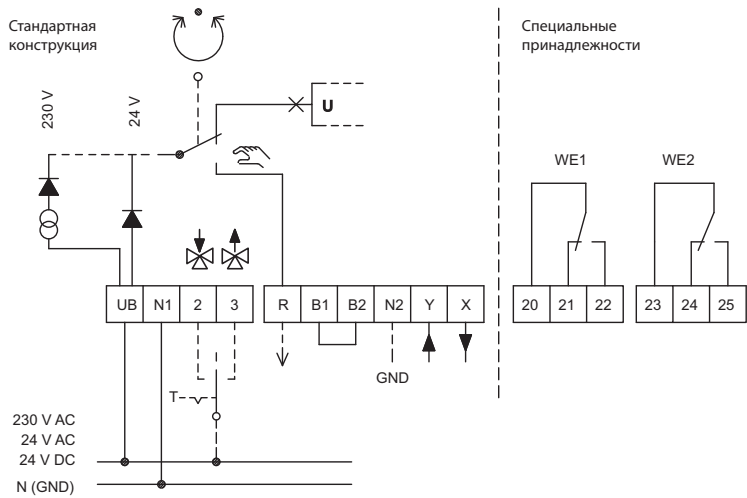 Стандартная
конструкция
Специальные
принадлежности
230 V
24 V
U
WE1
WE2
UB N1 2 3 R B1 B2 N2 Y X 20 21 22 23 24 25
GND
T
230 V AC
24 V AC
24 V DC
N (GND)